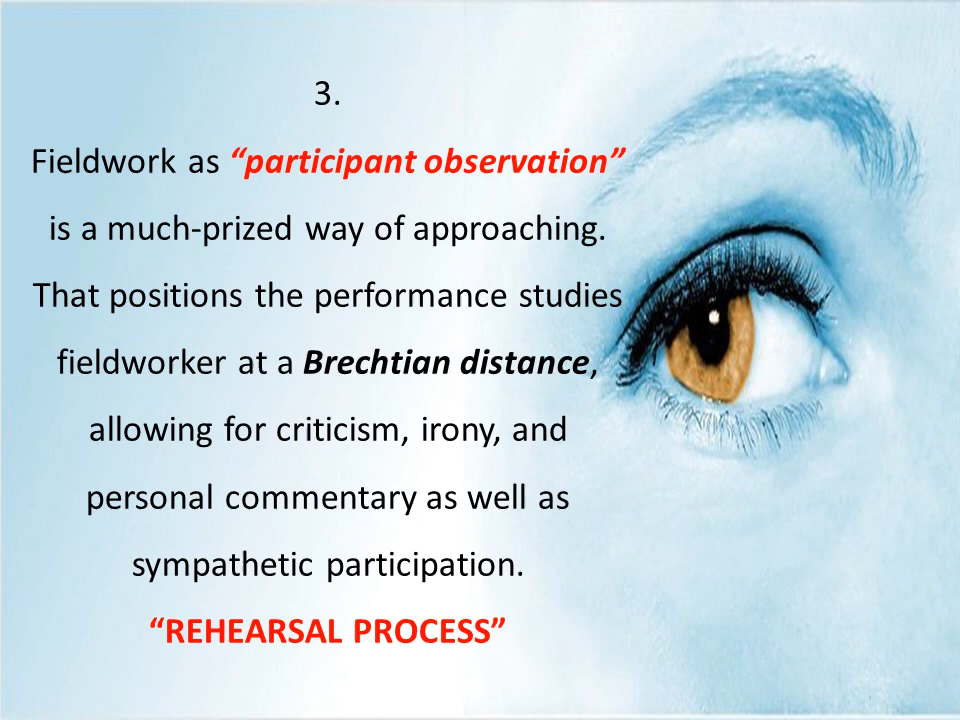 3.
Fieldwork as “participant observation”
is a much-prized way of approaching.
That positions the performance studies
fieldworker at a Brechtian distance,
allowing for criticism, irony, and
personal commentary as well as
sympathetic participation.
“REHEARSAL PROCESS”